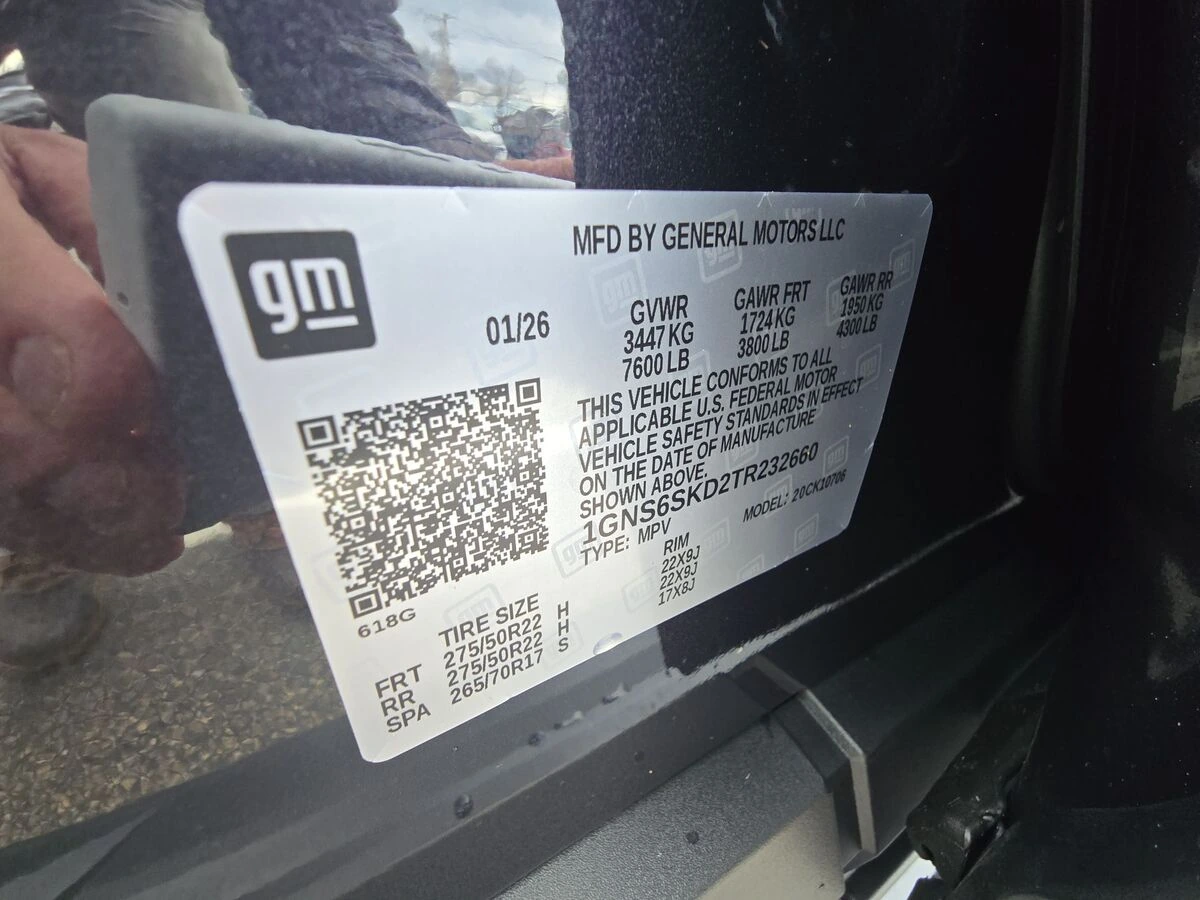 gm
MFD BY GENERAL MOTORS LLC
01/26
GVWR GAWR FRT GAWR RR
3447 KG 1724 KG 1950 KG
7600 LB 3800 LB 4300 LB
THIS VEHICLE CONFORMS TO ALL
APPLICABLE U.S. FEDERAL MOTOR
VEHICLE SAFETY STANDARDS IN EFFECT
ON THE DATE OF MANUFACTURE
SHOWN ABOVE.
1GNS6SKD2TR232660
TYPE: MPV MODEL: 20CK10706
618G
TIRE SIZE RIM
FRT 275/50R22 H 22X9J
RR 275/50R22 H 22X9J
SPA 265/70R17 S 17X8J